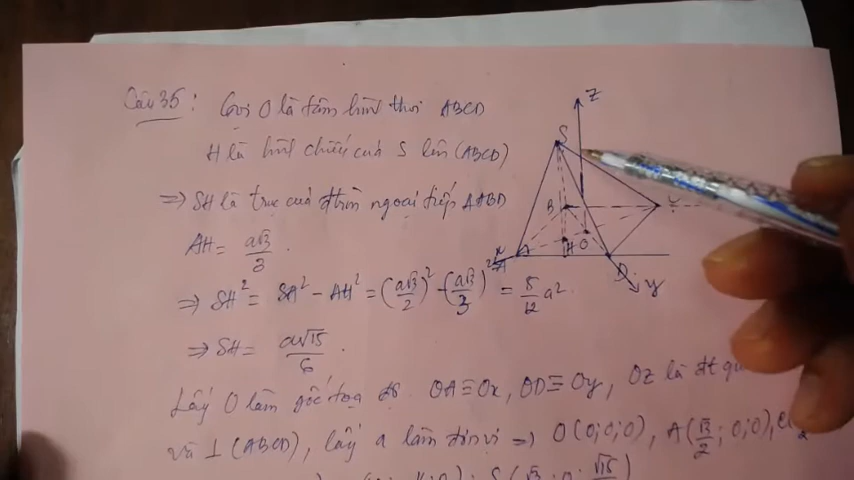 Câu 35: Gọi O là tâm hình thoi ABCD
H là hình chiếu của S lên (ABCD)
=> SH là trục của đtròn ngoại tiếp ΔABD
AH = a√3/3.
=> SH² = SA² - AH² = (a√3/2)² - (a√3/3)² = 5/12 a².
=> SH = a√15/6.
Lấy O làm gốc tọa độ OA≡Ox, OD≡Oy, Oz là đt
và ⊥ (ABCD), lấy a làm đơn vị => O(0;0;0), A(√3/2; 0;0),
Z
S
B
A
H
O
D
y
x